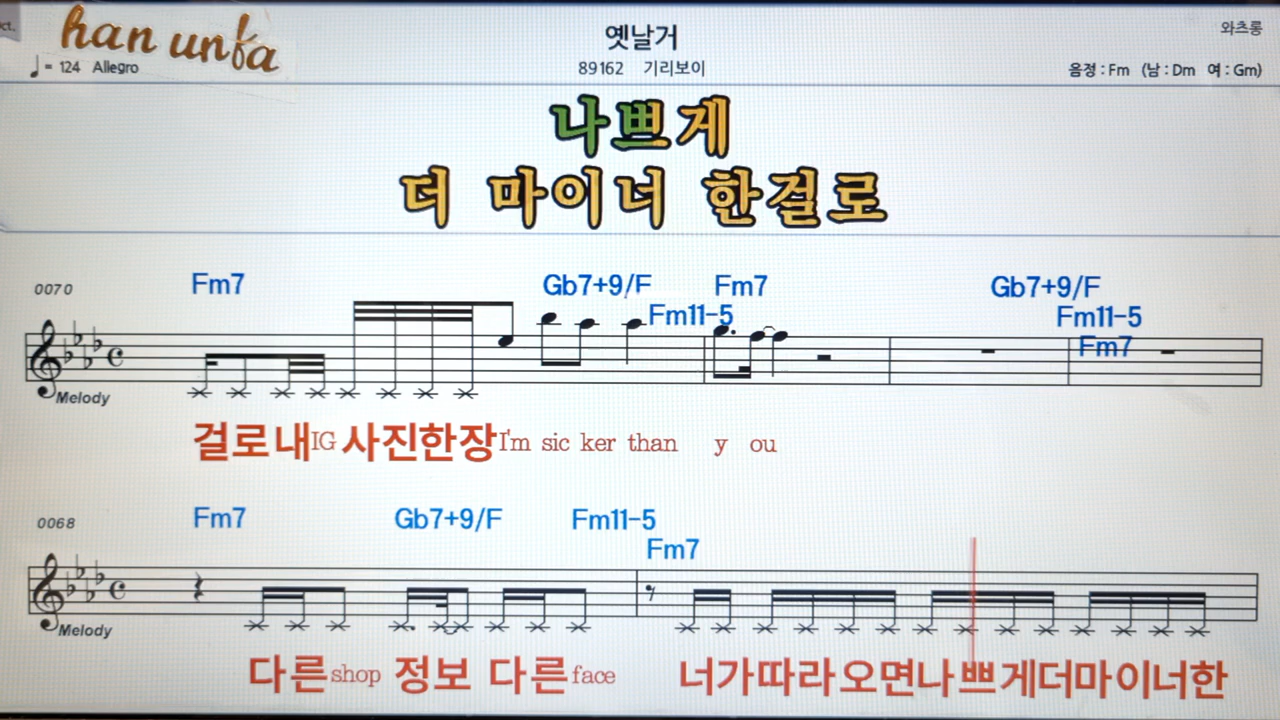 ct.
han unfa
옛날거
와츠롱
♩= 124 Allegro
89162 기리보이
음정 : Fm (남 : Dm 여 : Gm)
나쁘게
더 마이너 한걸로
0070
Fm7 Gb7+9/F Fm7 Gb7+9/F
Fm11-5 Fm11-5
Fm7
Melody
걸로내IG 사진한장I'm sic ker than y ou
0068
Fm7 Gb7+9/F Fm11-5
Fm7
Melody
다른shop 정보 다른face 너가따라오면나쁘게더마이너한